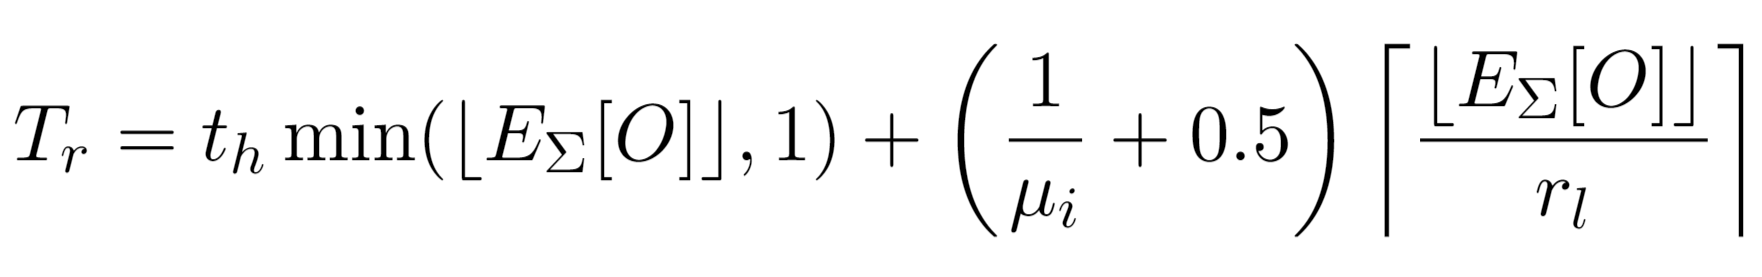 $T_r = t_h \min(\lfloor E_\Sigma[O] \rfloor, 1) + \left( \frac{1}{\mu_i} + 0.5 \right) \left\lceil \frac{\lfloor E_\Sigma[O] \rfloor}{r_l} \right\rceil$